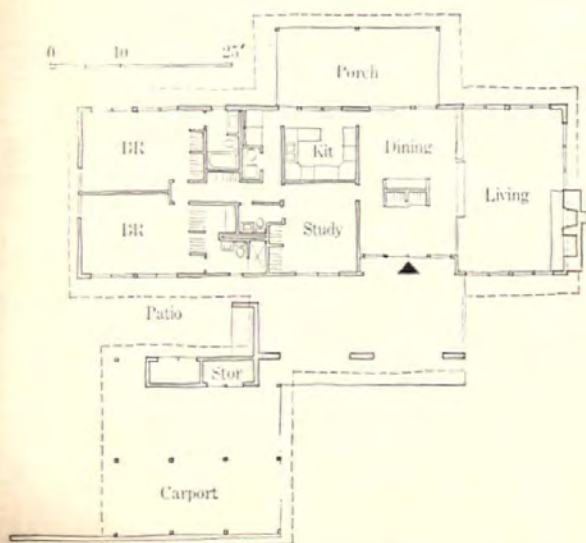 0 10 25'
Porch
BR
Kit
Dining
Living
BR
Study
Patio
Stor
Carport